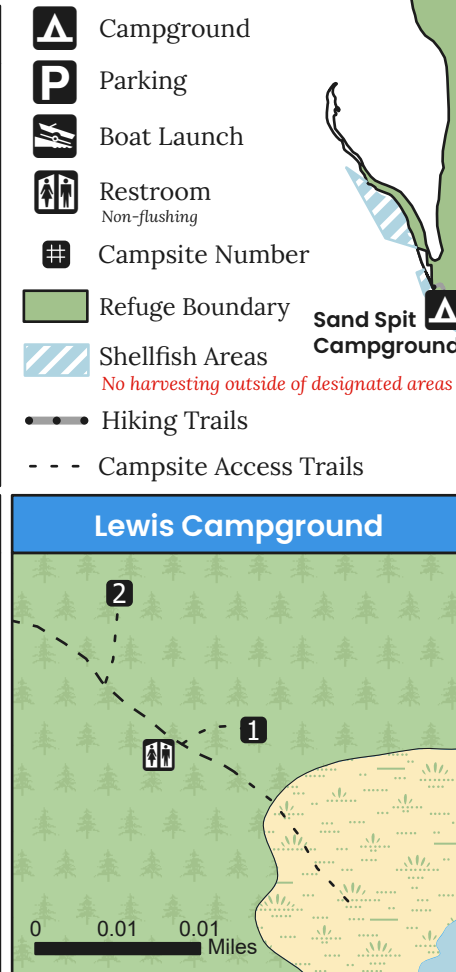 Campground
P
Parking
Boat Launch
Restroom
Non-flushing
#
Campsite Number
Refuge Boundary
Sand Spit
Campground
Shellfish Areas
No harvesting outside of designated areas
Hiking Trails
Campsite Access Trails
Lewis Campground
2
1
0 0.01 0.01
Miles